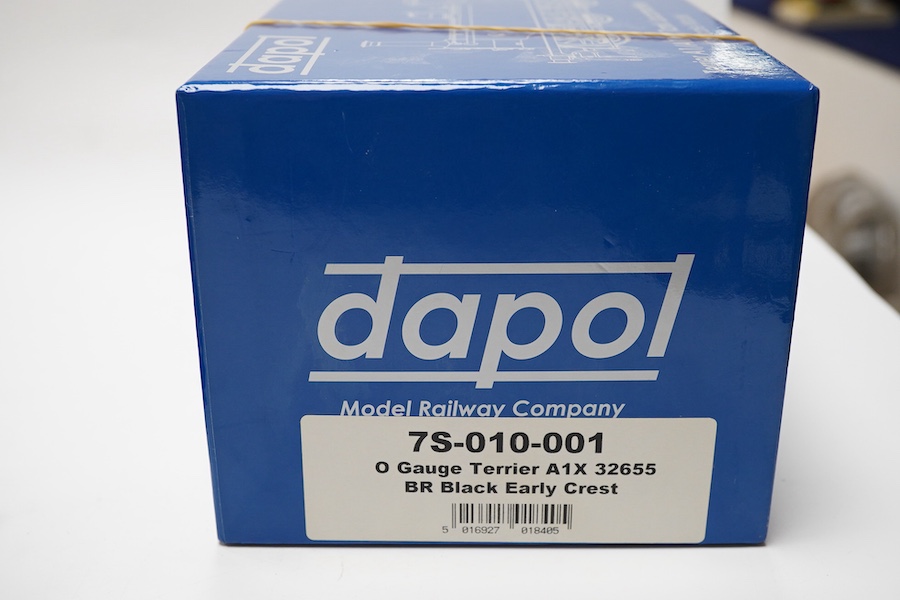 dapol
dapol
Model Railway Company
7S-010-001
O Gauge Terrier A1X 32655
BR Black Early Crest
5 016927 018405